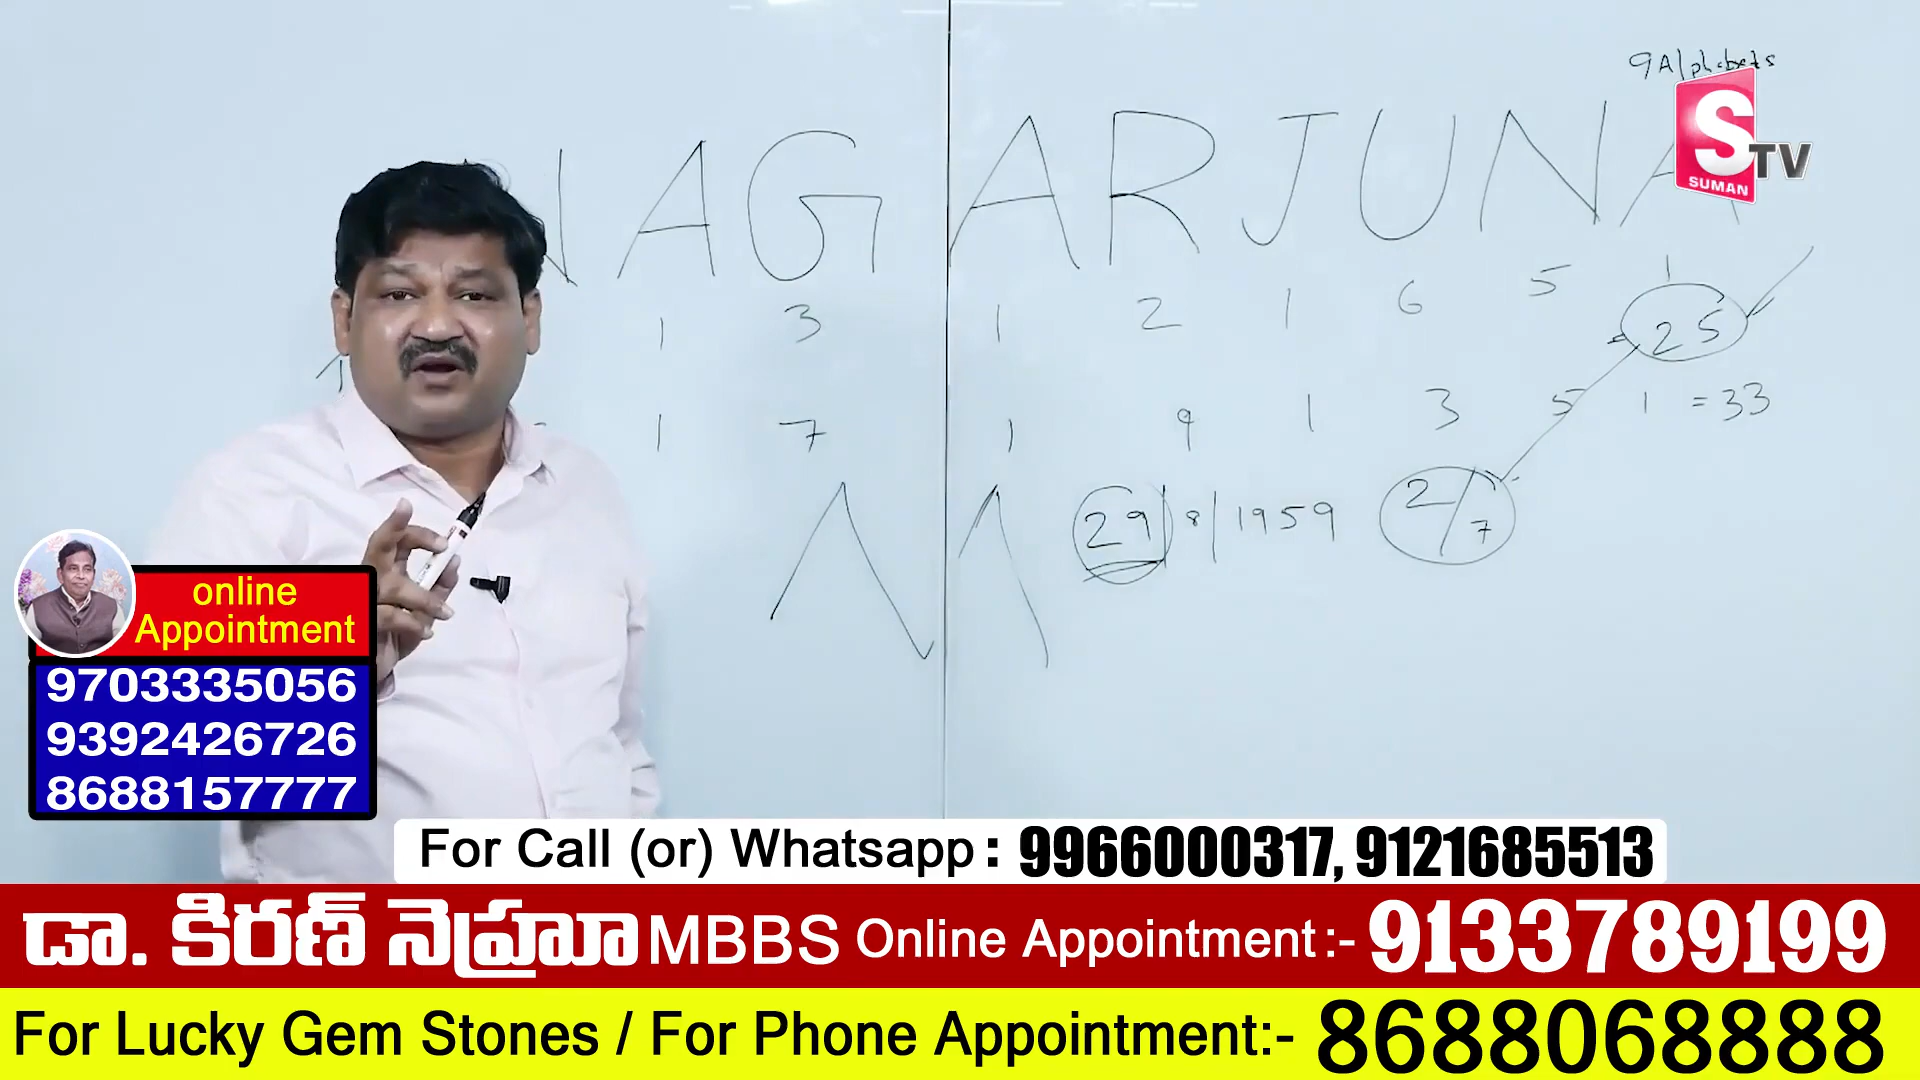 9 Alphabets
S TV
SUMAN
NAGARJUNA
1 3 1 2 1 6 5 1
25
1 7 1 9 1 3 5 1 = 33
29 | 8 | 1959
2/7
online
Appointment
9703335056
9392426726
8688157777
For Call (or) Whatsapp : 9966000317, 9121685513
డా. కిరణ్ నెహ్రూ MBBS Online Appointment :- 9133789199
For Lucky Gem Stones / For Phone Appointment:- 8688068888